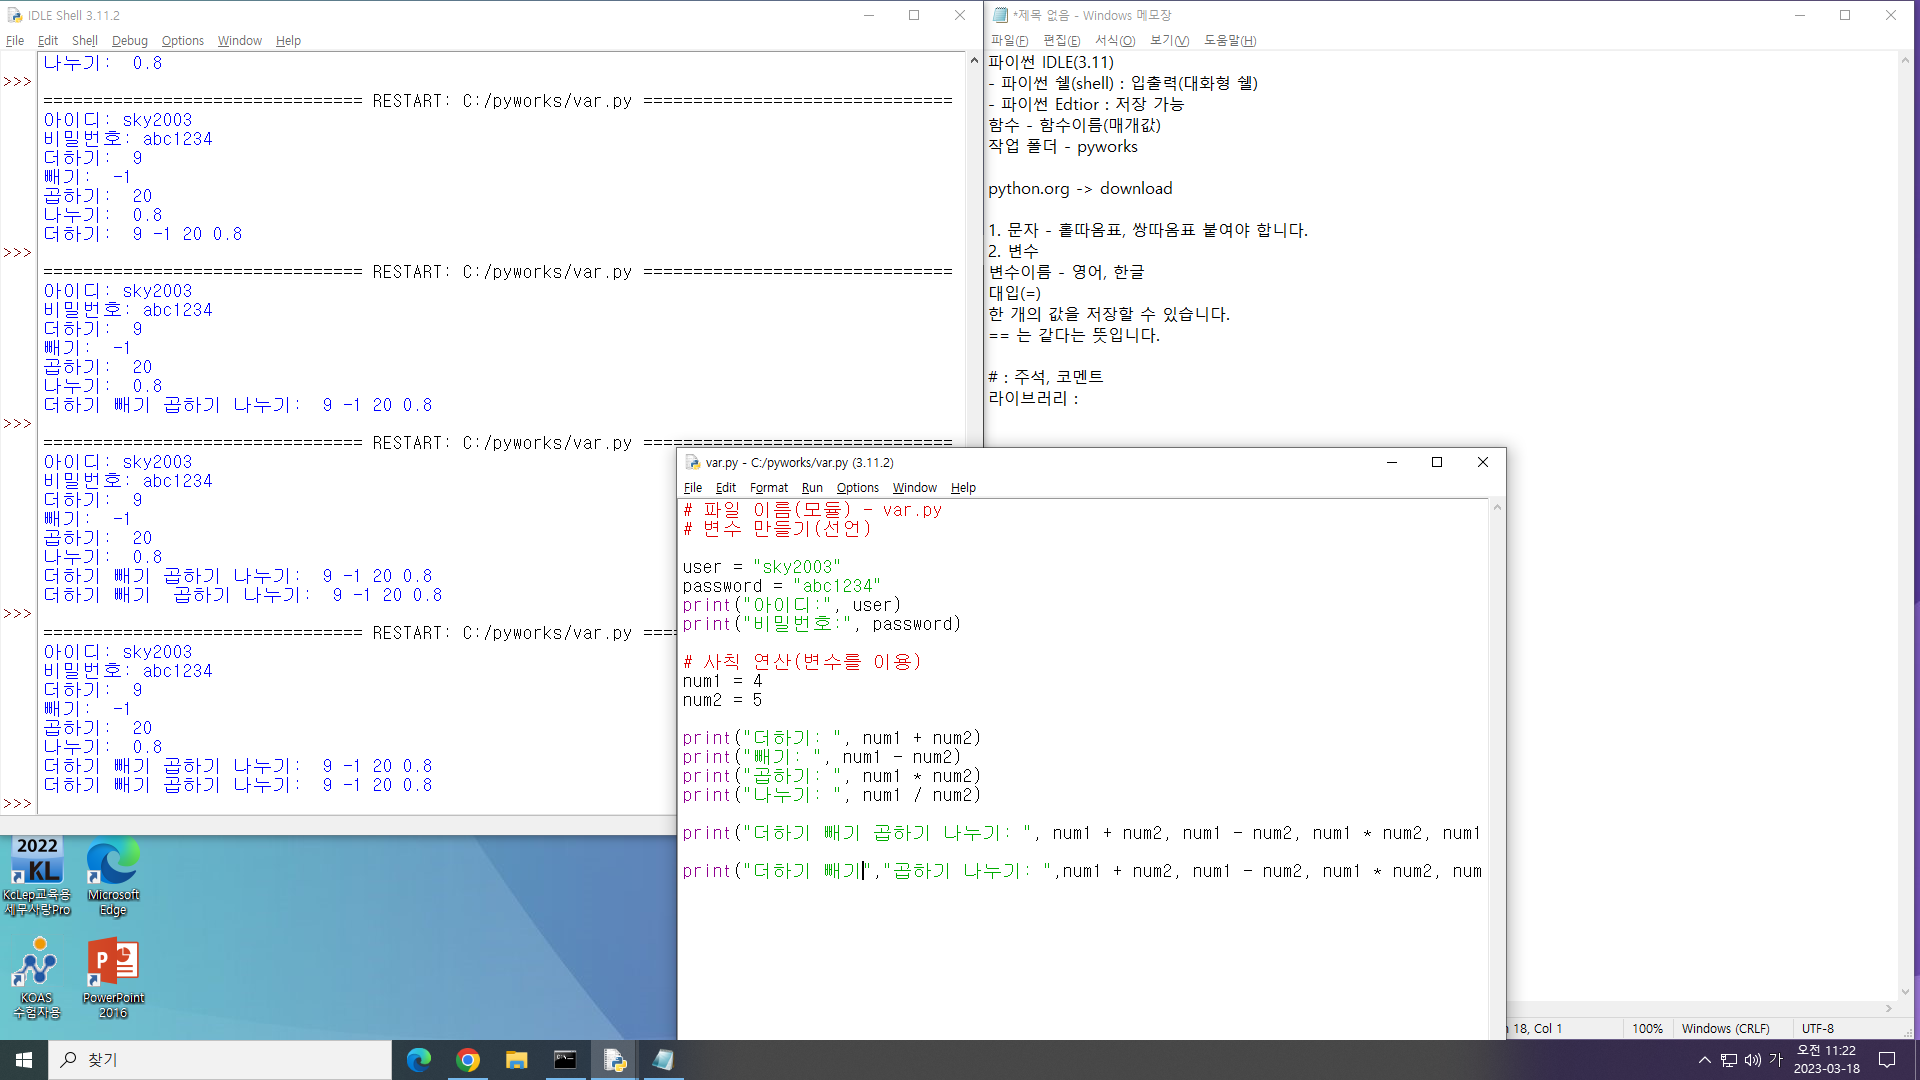 IDLE Shell 3.11.2
File Edit Shell Debug Options Window Help
나누기:  0.8
>>>
================================ RESTART: C:/pyworks/var.py ===============================
아이디: sky2003
비밀번호: abc1234
더하기:  9
빼기:  -1
곱하기:  20
나누기:  0.8
더하기:  9 -1 20 0.8
>>>
================================ RESTART: C:/pyworks/var.py ===============================
아이디: sky2003
비밀번호: abc1234
더하기:  9
빼기:  -1
곱하기:  20
나누기:  0.8
더하기 빼기 곱하기 나누기:  9 -1 20 0.8
>>>
================================ RESTART: C:/pyworks/var.py ===============================
아이디: sky2003
비밀번호: abc1234
더하기:  9
빼기:  -1
곱하기:  20
나누기:  0.8
더하기 빼기 곱하기 나누기:  9 -1 20 0.8
더하기 빼기  곱하기 나누기:  9 -1 20 0.8
>>>
================================ RESTART: C:/pyworks/var.py ====
아이디: sky2003
비밀번호: abc1234
더하기:  9
빼기:  -1
곱하기:  20
나누기:  0.8
더하기 빼기 곱하기 나누기:  9 -1 20 0.8
더하기 빼기 곱하기 나누기:  9 -1 20 0.8
>>>
*제목 없음 - Windows 메모장
파일(F) 편집(E) 서식(O) 보기(V) 도움말(H)
파이썬 IDLE(3.11)
- 파이썬 쉘(shell) : 입출력(대화형 쉘)
- 파이썬 Edtior : 저장 가능
함수 - 함수이름(매개값)
작업 폴더 - pyworks
python.org -> download
1. 문자 - 홑따옴표, 쌍따옴표 붙여야 합니다.
2. 변수
변수이름 - 영어, 한글
대입(=)
한 개의 값을 저장할 수 있습니다.
== 는 같다는 뜻입니다.
# : 주석, 코멘트
라이브러리 :
18, Col 1 100% Windows (CRLF) UTF-8
var.py - C:/pyworks/var.py (3.11.2)
File Edit Format Run Options Window Help
# 파일 이름(모듈) - var.py
# 변수 만들기(선언)
user = "sky2003"
password = "abc1234"
print("아이디:", user)
print("비밀번호:", password)
# 사칙 연산(변수를 이용)
num1 = 4
num2 = 5
print("더하기: ", num1 + num2)
print("빼기: ", num1 - num2)
print("곱하기: ", num1 * num2)
print("나누기: ", num1 / num2)
print("더하기 빼기 곱하기 나누기: ", num1 + num2, num1 - num2, num1 * num2, num1
print("더하기 빼기","곱하기 나누기: ",num1 + num2, num1 - num2, num1 * num2, num
2022
KL
KcLep교육용
세무사랑Pro
Microsoft
Edge
KOAS
수험자용
P
PowerPoint
2016
찾기
가
오전 11:22
2023-03-18